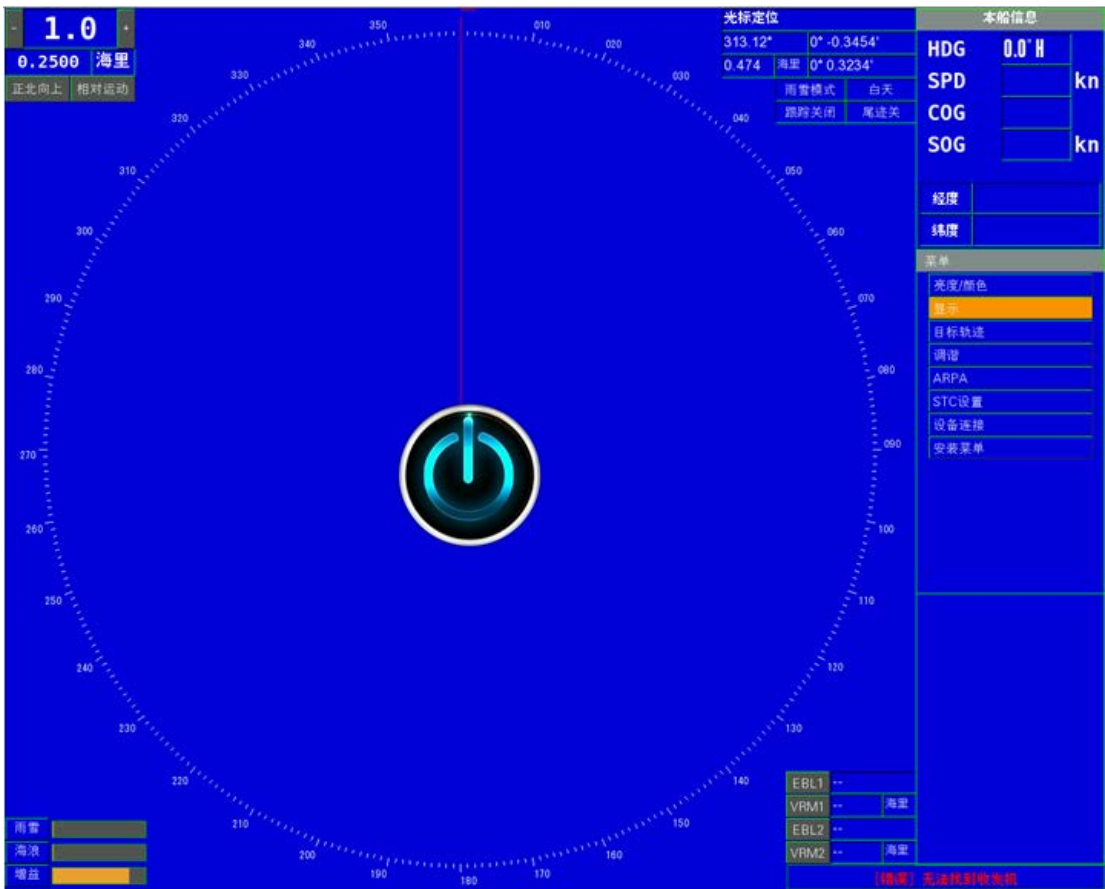 - 1.0 +
0.2500 海里
正北向上 相对运动
光标定位
313.12° 0° -0.3454'
0.474 海里 0° 0.3234'
雨雪模式 白天
跟踪关闭 尾迹关
本船信息
HDG 0.0° H
SPD kn
COG
SOG kn
经度
纬度
菜单
亮度/颜色
显示
目标轨迹
调谐
ARPA
STC设置
设备连接
安装菜单
350
010
340
020
330
030
320
040
310
050
300
060
290
070
280
080
270
090
260
100
250
110
240
120
230
130
220
140
210
150
200
160
190
170
180
雨雪
海浪
增益
EBL1 --
VRM1 -- 海里
EBL2 --
VRM2 -- 海里
[错误] 无法找到收发机